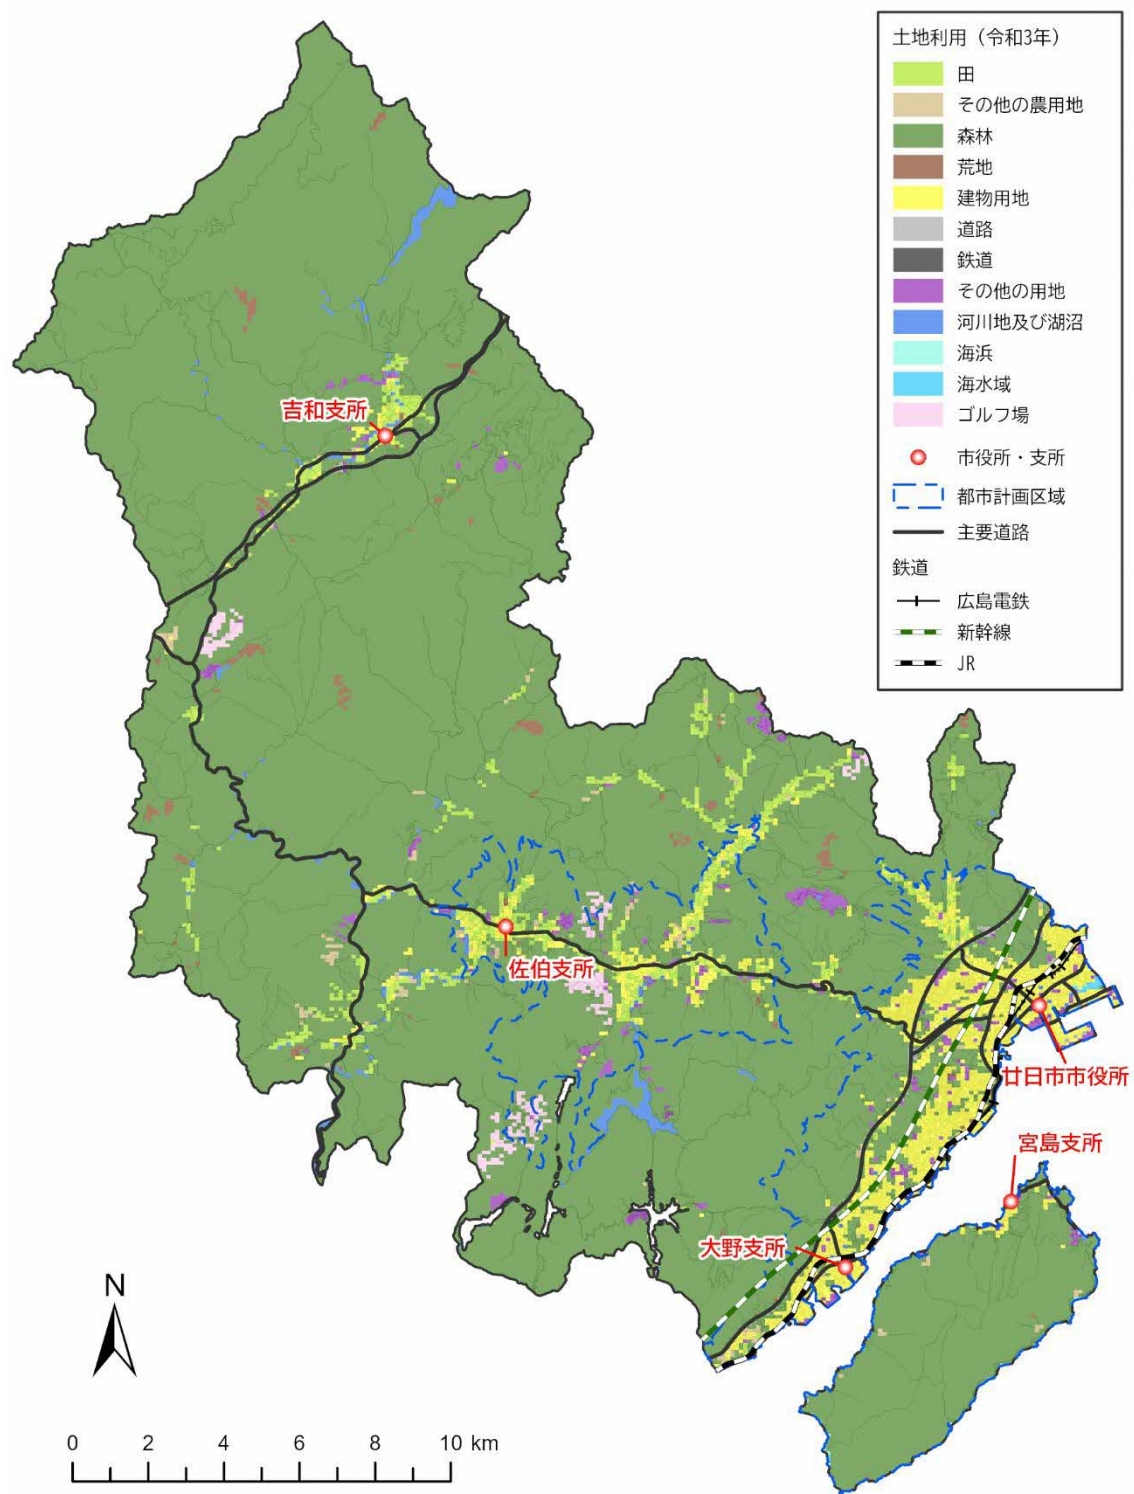 土地利用（令和3年）
田
その他の農用地
森林
荒地
建物用地
道路
鉄道
その他の用地
河川地及び湖沼
海浜
海水域
ゴルフ場
市役所・支所
都市計画区域
主要道路
鉄道
広島電鉄
新幹線
JR
吉和支所
佐伯支所
廿日市市役所
宮島支所
大野支所
N
0 2 4 6 8 10 km